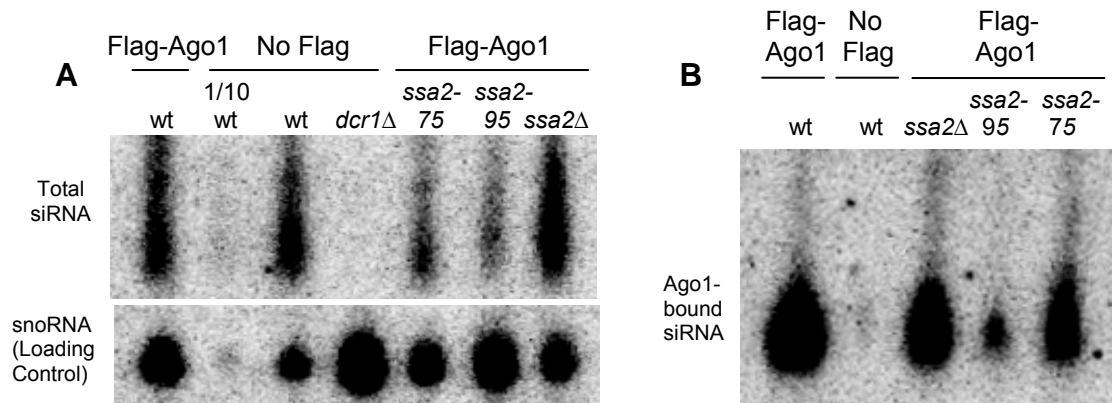 A
Flag-Ago1 No Flag Flag-Ago1
1/10 ssa2- ssa2-
wt wt wt dcr1Δ 75 95 ssa2Δ
Total
siRNA
snoRNA
(Loading
Control)
B
Flag- No Flag-
Ago1 Flag Ago1
ssa2- ssa2-
wt wt ssa2Δ 95 75
Ago1-
bound
siRNA